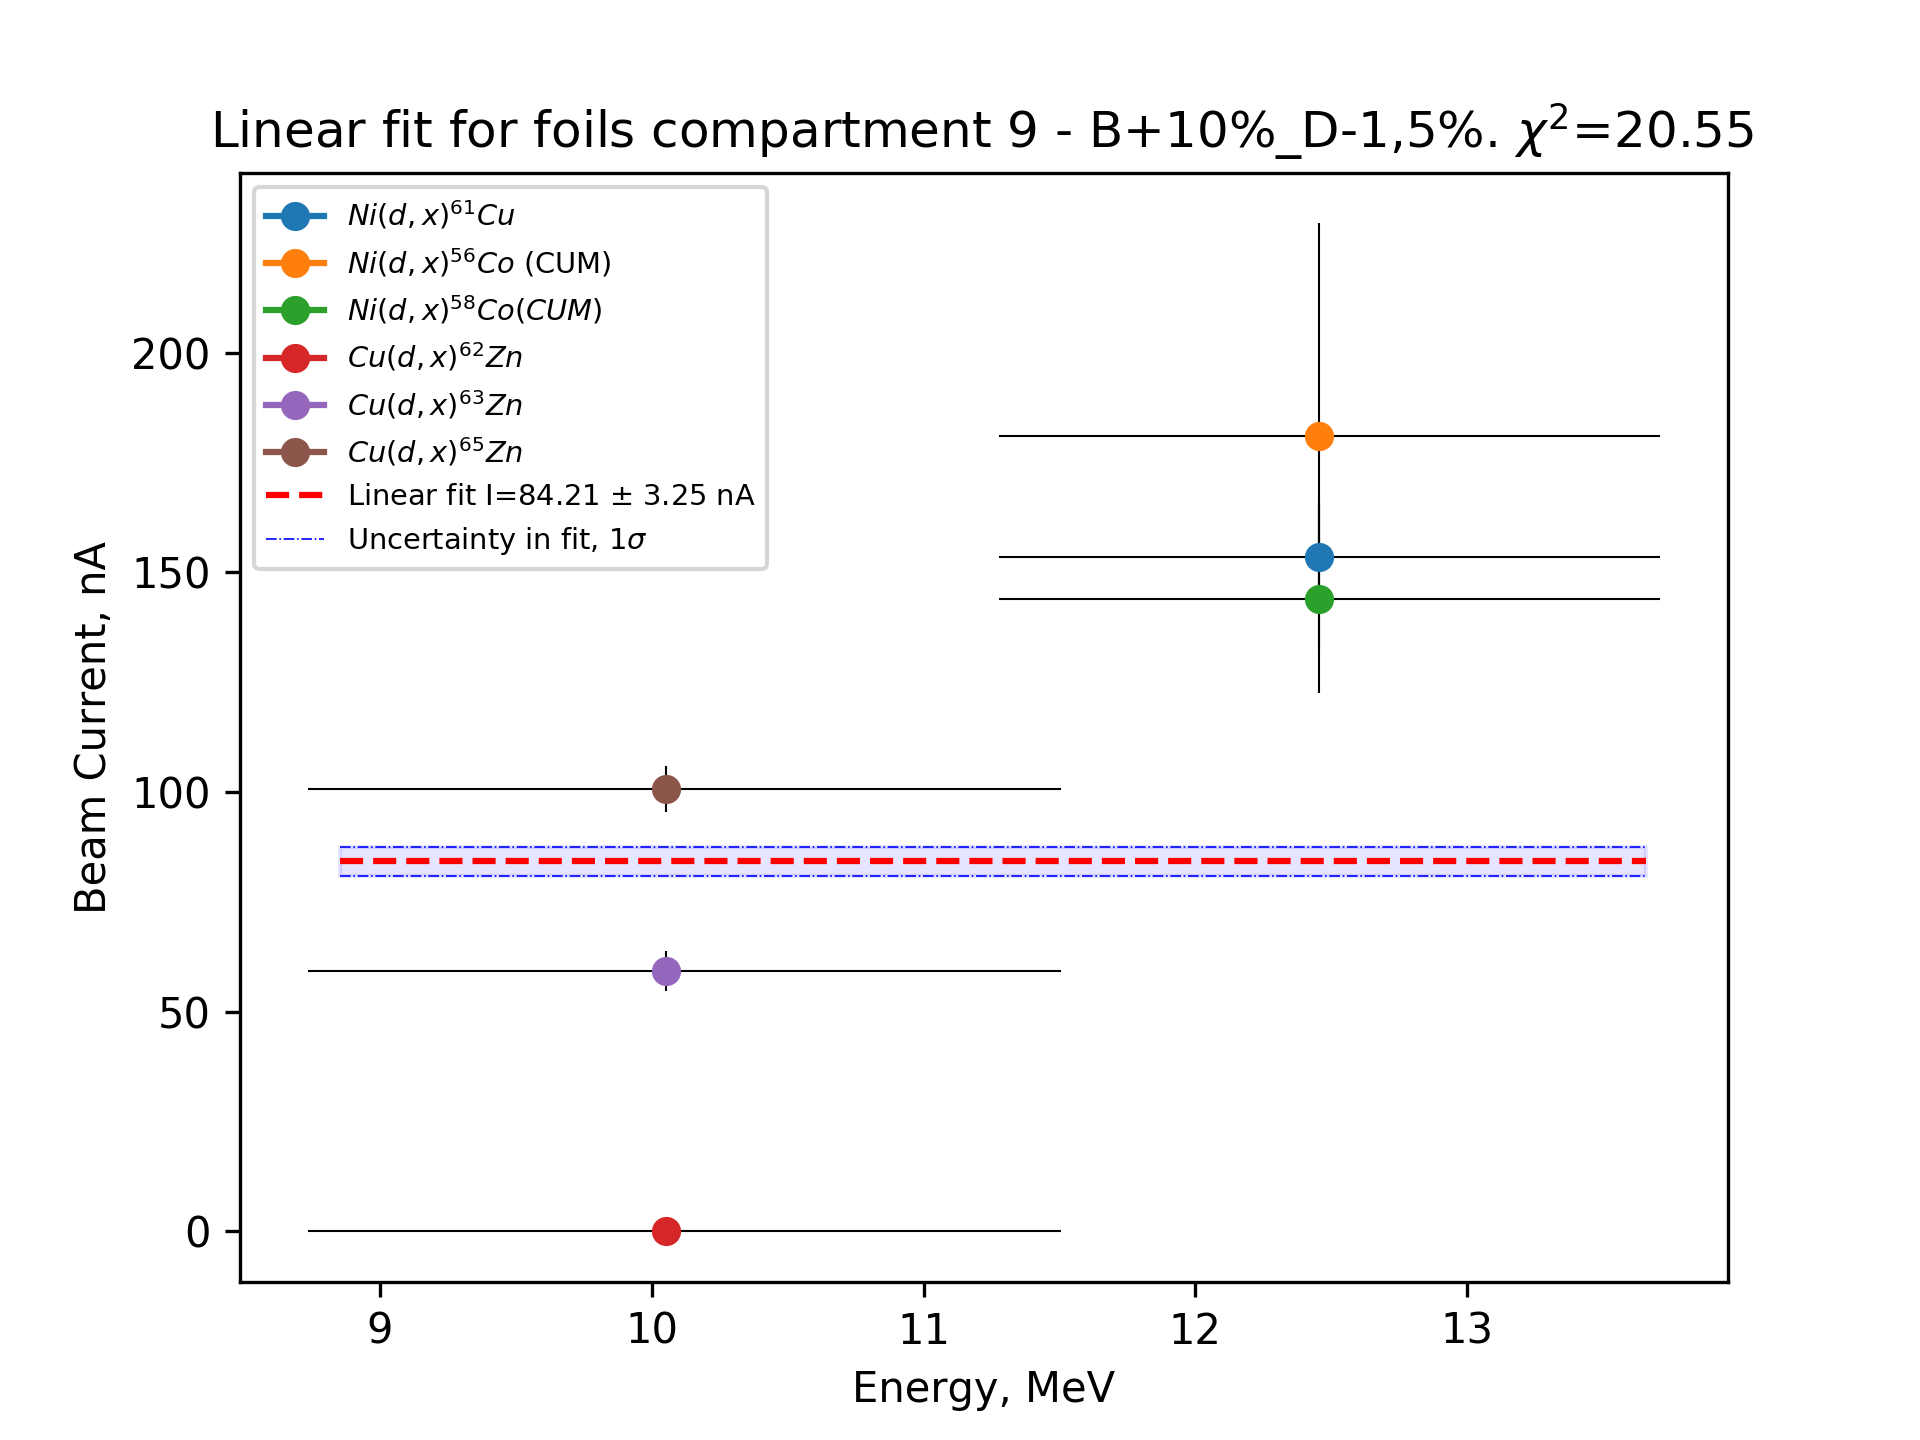 Linear fit for foils compartment 9 - B+10%_D-1,5%. χ²=20.55
Ni(d,x)⁶¹Cu
Ni(d,x)⁵⁶Co (CUM)
Ni(d,x)⁵⁸Co(CUM)
Cu(d,x)⁶²Zn
Cu(d,x)⁶³Zn
Cu(d,x)⁶⁵Zn
Linear fit I=84.21 ± 3.25 nA
Uncertainty in fit, 1σ
Beam Current, nA
200
150
100
50
0
9 10 11 12 13
Energy, MeV